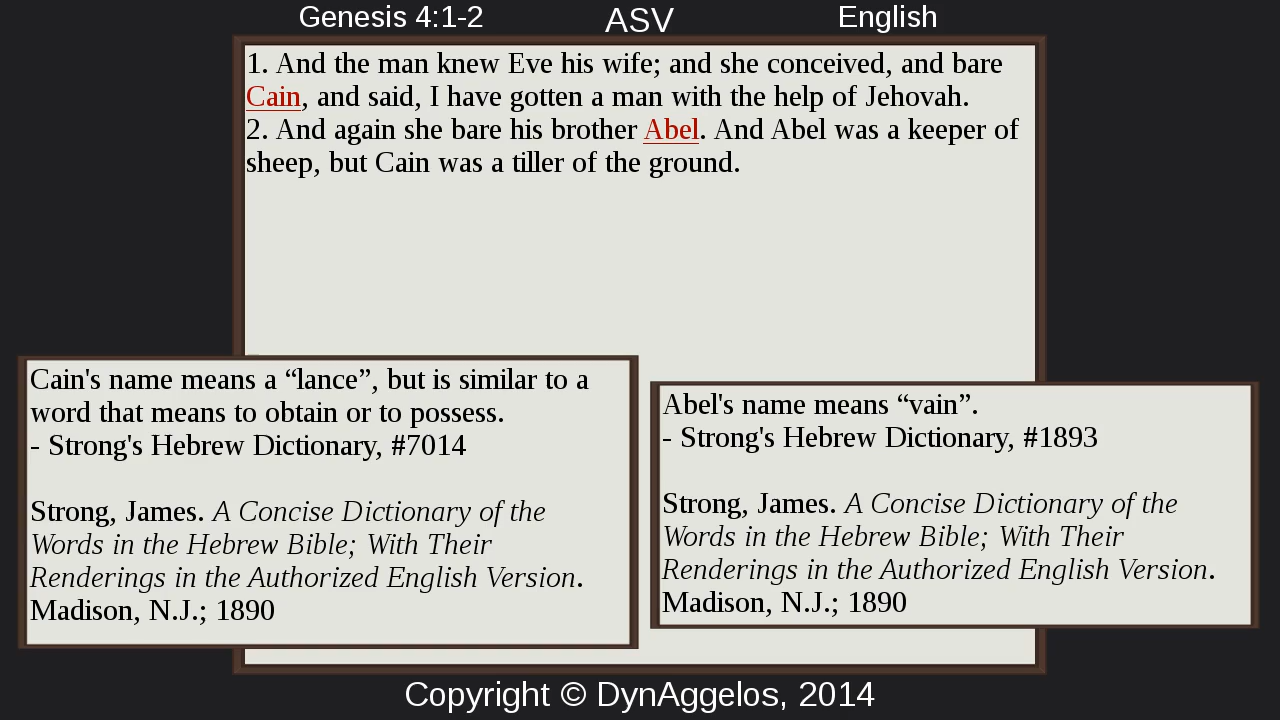 Genesis 4:1-2 ASV English
1. And the man knew Eve his wife; and she conceived, and bare
Cain, and said, I have gotten a man with the help of Jehovah.
2. And again she bare his brother Abel. And Abel was a keeper of
sheep, but Cain was a tiller of the ground.
Cain's name means a “lance”, but is similar to a
word that means to obtain or to possess.
- Strong's Hebrew Dictionary, #7014
Strong, James. A Concise Dictionary of the
Words in the Hebrew Bible; With Their
Renderings in the Authorized English Version.
Madison, N.J.; 1890
Abel's name means “vain”.
- Strong's Hebrew Dictionary, #1893
Strong, James. A Concise Dictionary of the
Words in the Hebrew Bible; With Their
Renderings in the Authorized English Version.
Madison, N.J.; 1890
Copyright © DynAggelos, 2014